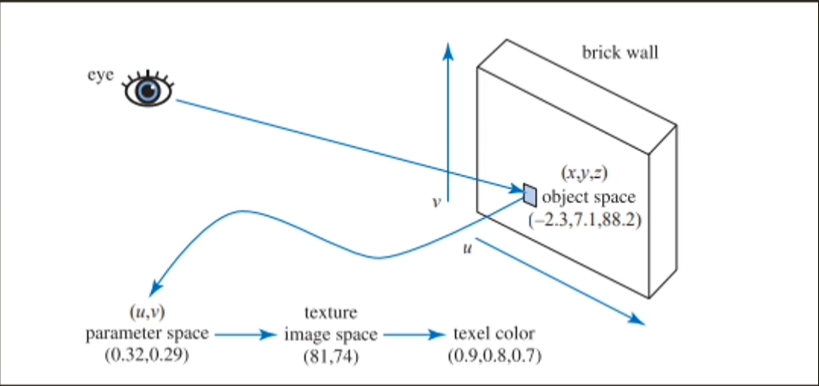 eye
brick wall
(x,y,z)
object space
(–2.3,7.1,88.2)
v
u
(u,v)
parameter space
(0.32,0.29)
texture
image space
(81,74)
texel color
(0.9,0.8,0.7)